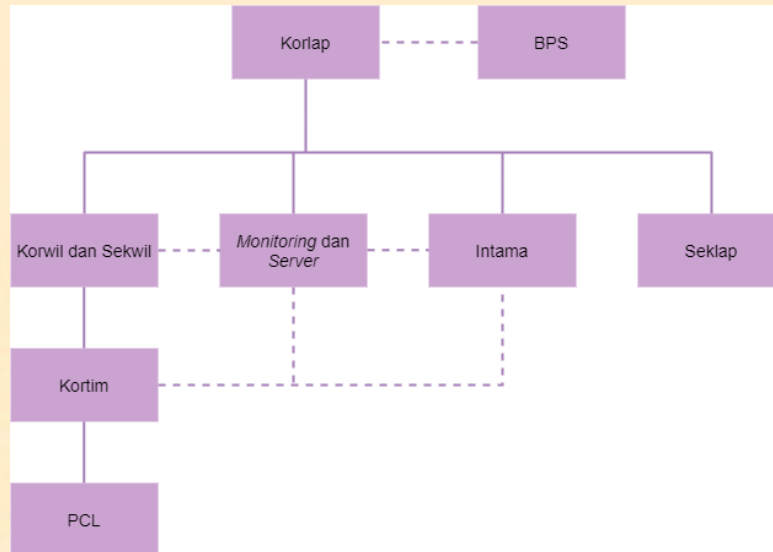 Korlap
BPS
Korwil dan Sekwil
Monitoring dan
Server
Intama
Seklap
Kortim
PCL